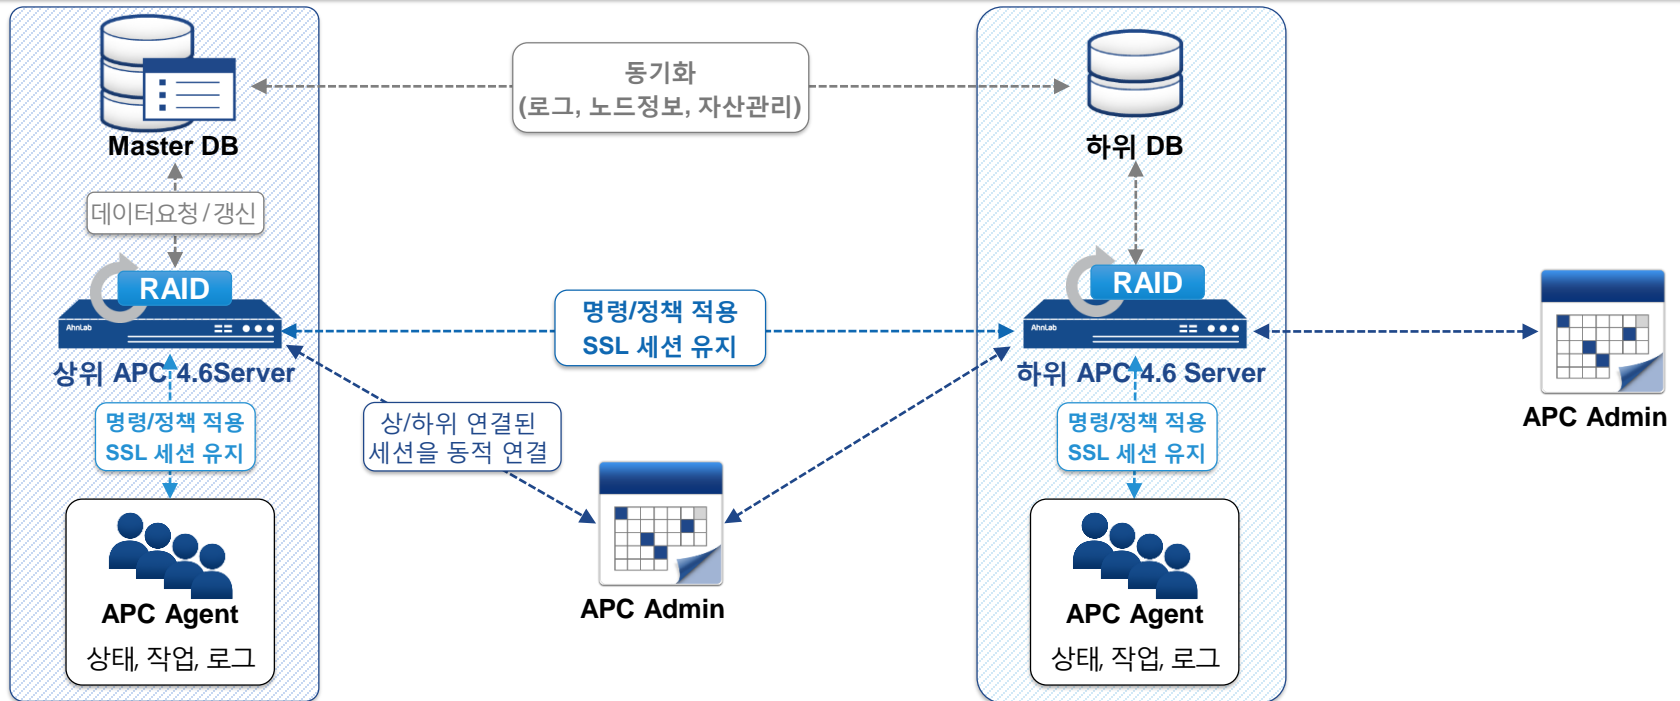 동기화
(로그, 노드정보, 자산관리)
Master DB
하위 DB
데이터요청 / 갱신
RAID
RAID
AhnLab
AhnLab
명령/정책 적용
SSL 세션 유지
상위 APC 4.6Server
하위 APC 4.6 Server
APC Admin
명령/정책 적용
SSL 세션 유지
상/하위 연결된
세션을 동적 연결
명령/정책 적용
SSL 세션 유지
APC Admin
APC Agent
상태, 작업, 로그
APC Agent
상태, 작업, 로그